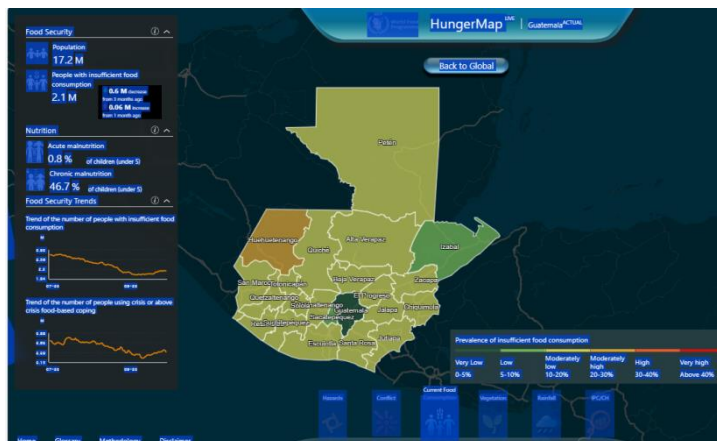 HungerMap LIVE
Guatemala ACTUAL
Back to Global
Food Security
Population
17.2 M
People with insufficient food
consumption
2.1 M
0.6 M decrease
from 3 months ago
0.06 M increase
from 1 month ago
Nutrition
Acute malnutrition
0.8 % of children (under 5)
Chronic malnutrition
46.7 % of children (under 5)
Food Security Trends
Trend of the number of people with insufficient food
consumption
Trend of the number of people using crisis or above
crisis food-based coping
Petén
Huehuetenango
Quiché
Alta Verapaz
Izabal
Baja Verapaz
Zacapa
El Progreso
Guatemala
Chiquimula
Jalapa
Sacatepéquez
Escuintla
Santa Rosa
Jutiapa
Prevalence of insufficient food consumption
Very Low
0-5%
Low
5-10%
Moderately
low
10-20%
Moderately
high
20-30%
High
30-40%
Very high
Above 40%
Hazards
Conflict
Current Food
Consumption
Vegetation
Rainfall
IPC/CH
Home
Glossary
Methodology
Disclaimer